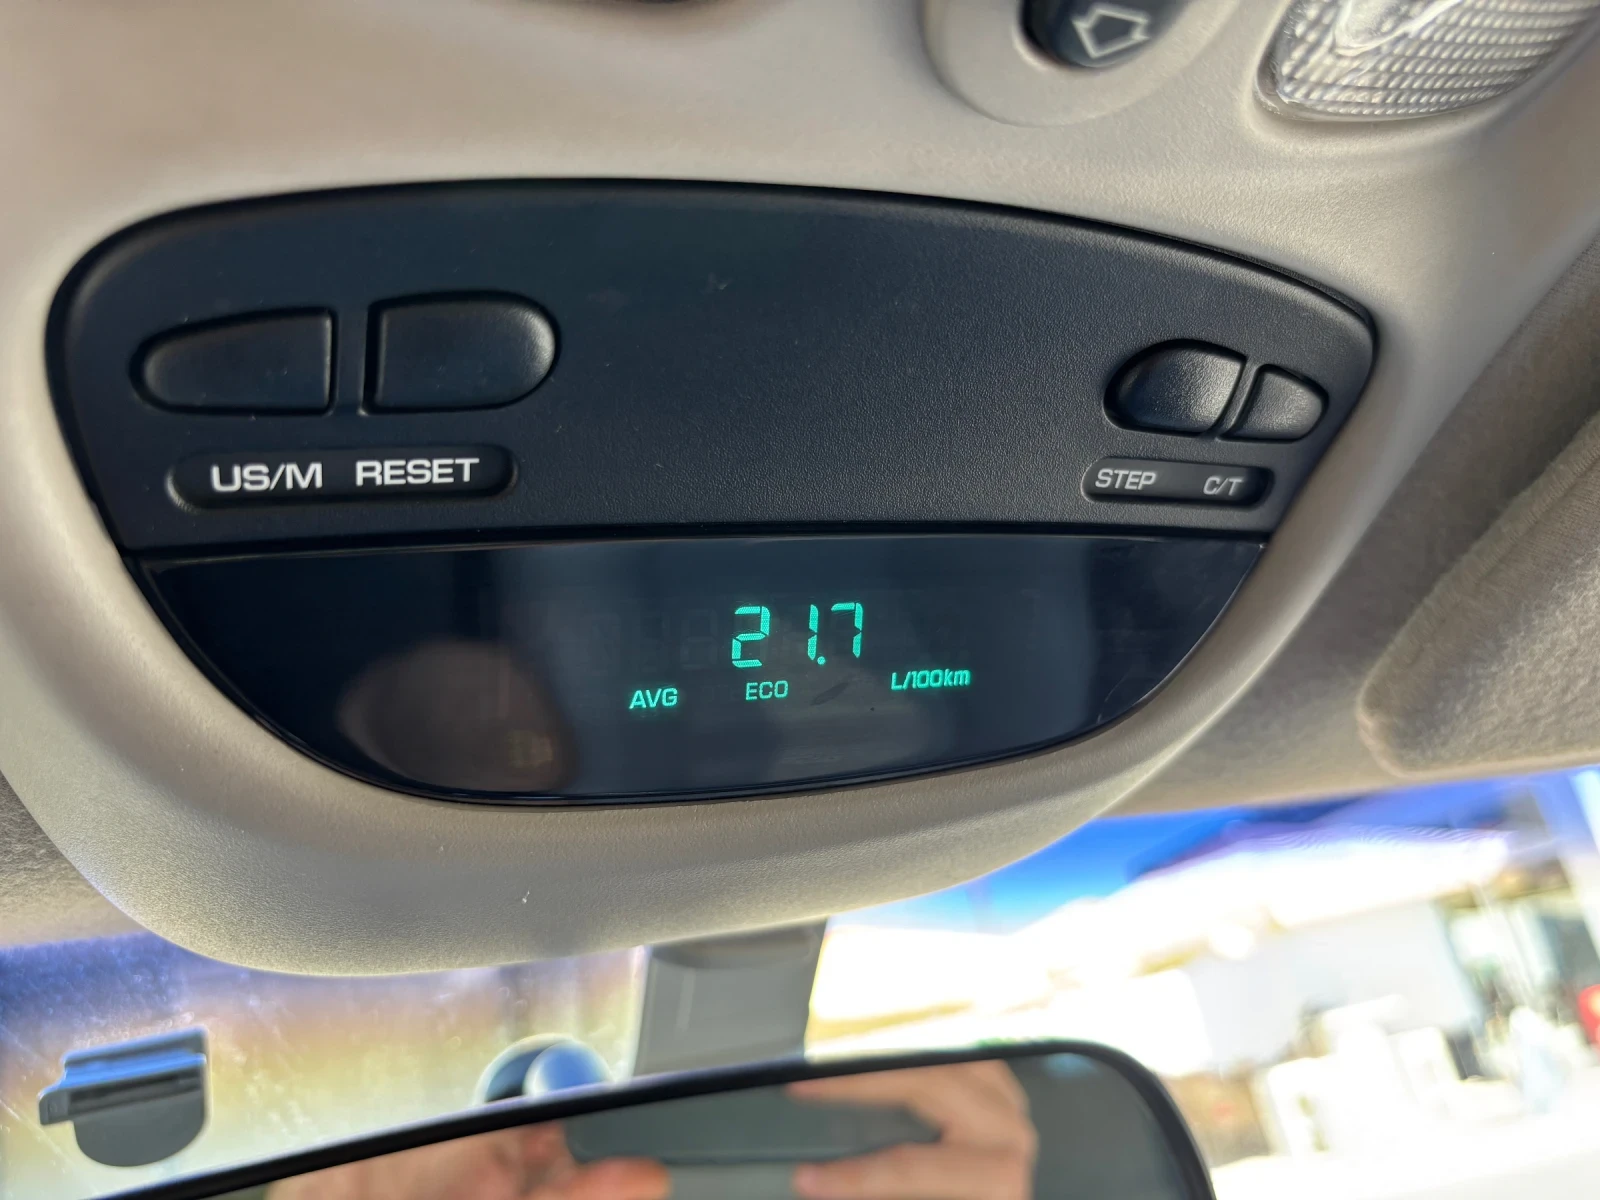 US/M RESET
STEP C/T
21.7
AVG ECO L/100km